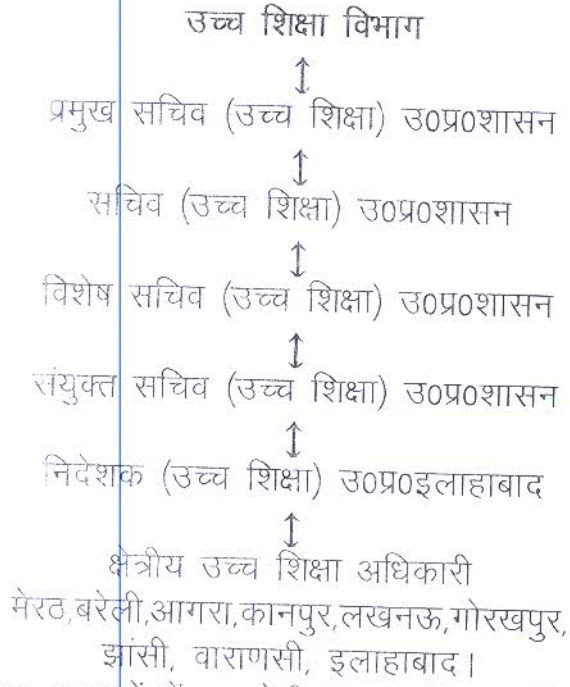 उच्च शिक्षा विभाग
प्रमुख सचिव (उच्च शिक्षा) उ0प्र0शासन
सचिव (उच्च शिक्षा) उ0प्र0शासन
विशेष सचिव (उच्च शिक्षा) उ0प्र0शासन
संयुक्त सचिव (उच्च शिक्षा) उ0प्र0शासन
निदेशक (उच्च शिक्षा) उ0प्र0इलाहाबाद
क्षेत्रीय उच्च शिक्षा अधिकारी
मेरठ,बरेली,आगरा,कानपुर,लखनऊ,गोरखपुर,
झांसी, वाराणसी, इलाहाबाद।